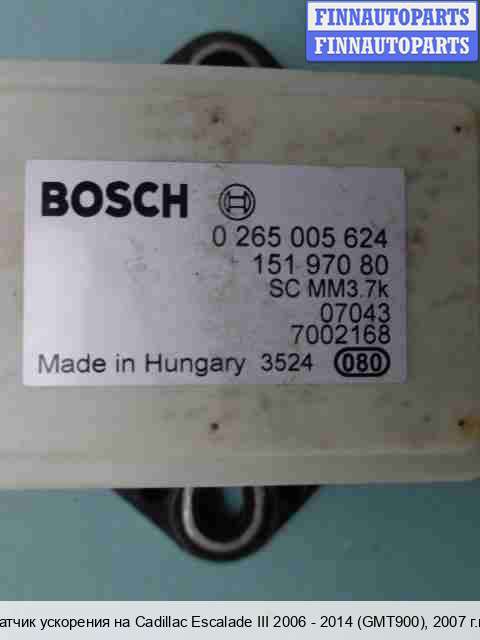 FINNAUTOPARTS
FINNAUTOPARTS
BOSCH
0 265 005 624
151 970 80
SC MM3.7k
07043
7002168
Made in Hungary 3524 080
атчик ускорения на Cadillac Escalade III 2006 - 2014 (GMT900), 2007 г.